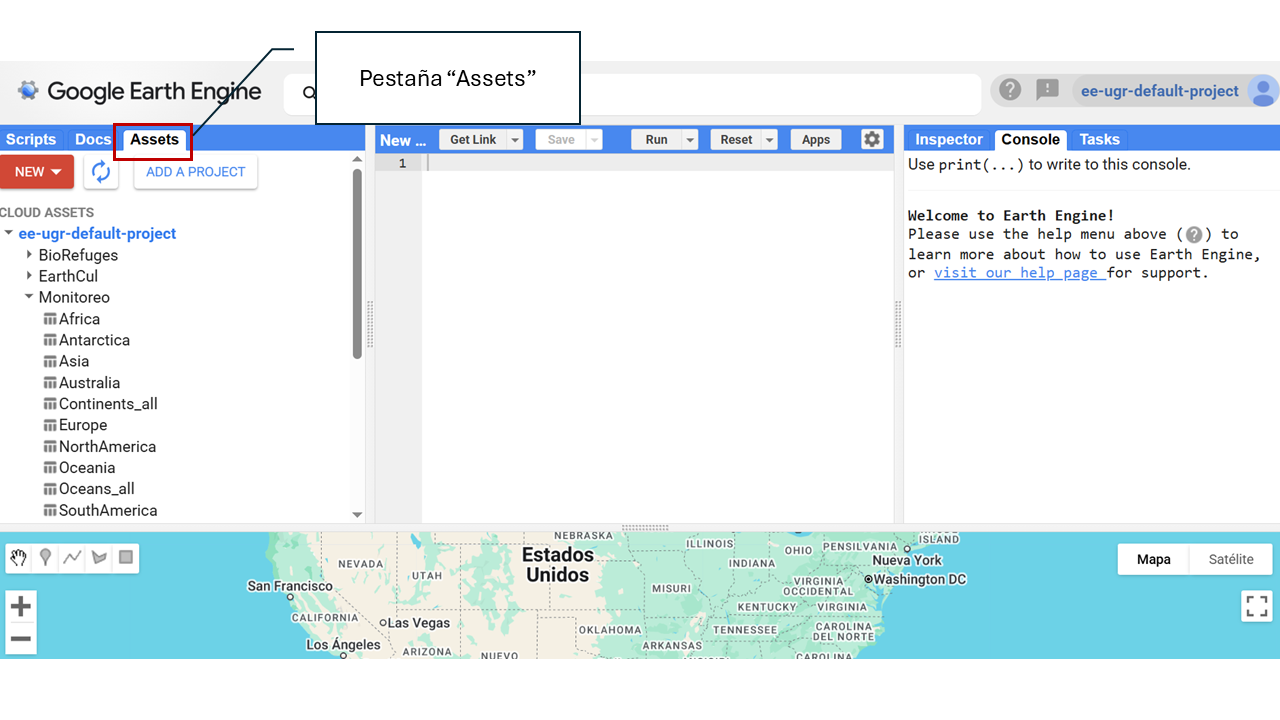 Pestaña “Assets”
Google Earth Engine
ee-ugr-default-project
Scripts Docs Assets
NEW
ADD A PROJECT
CLOUD ASSETS
ee-ugr-default-project
BioRefuges
EarthCul
Monitoreo
Africa
Antarctica
Asia
Australia
Continents_all
Europe
NorthAmerica
Oceania
Oceans_all
SouthAmerica
New ... Get Link Save Run Reset Apps
1
Inspector Console Tasks
Use print(...) to write to this console.
Welcome to Earth Engine!
Please use the help menu above (?) to
learn more about how to use Earth Engine,
or visit our help page for support.
NEBRASKA
ISLAND
Estados
Unidos
ILLINOIS
OHIO
PENSILVANIA
Nueva York
NEVADA
UTAH
INDIANA
Washington DC
San Francisco
MISURI
VIRGINIA
OCCIDENTAL
KENTUCKY
VIRGINIA
CALIFORNIA
Las Vegas
OKLAHOMA
TENNESSEE
CAROLINA
DEL NORTE
Los Ángeles
ARIZONA
NUEVO
ARKANSAS
CAROLINA
Mapa Satélite